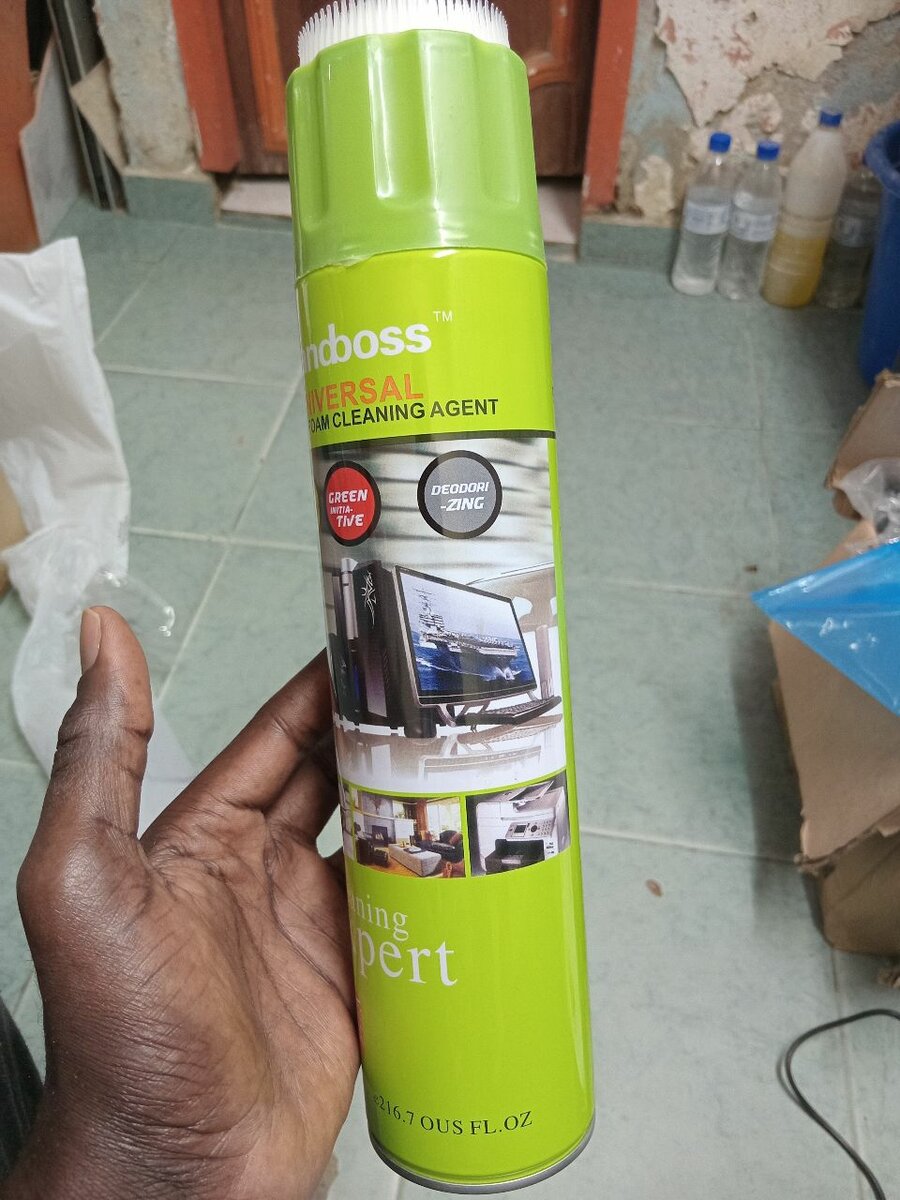 ndboss™
IVERSAL
OAM CLEANING AGENT
GREEN
INITIA-
TIVE
DEODORI
-ZING
ning
pert
216.7 OUS FL.OZ